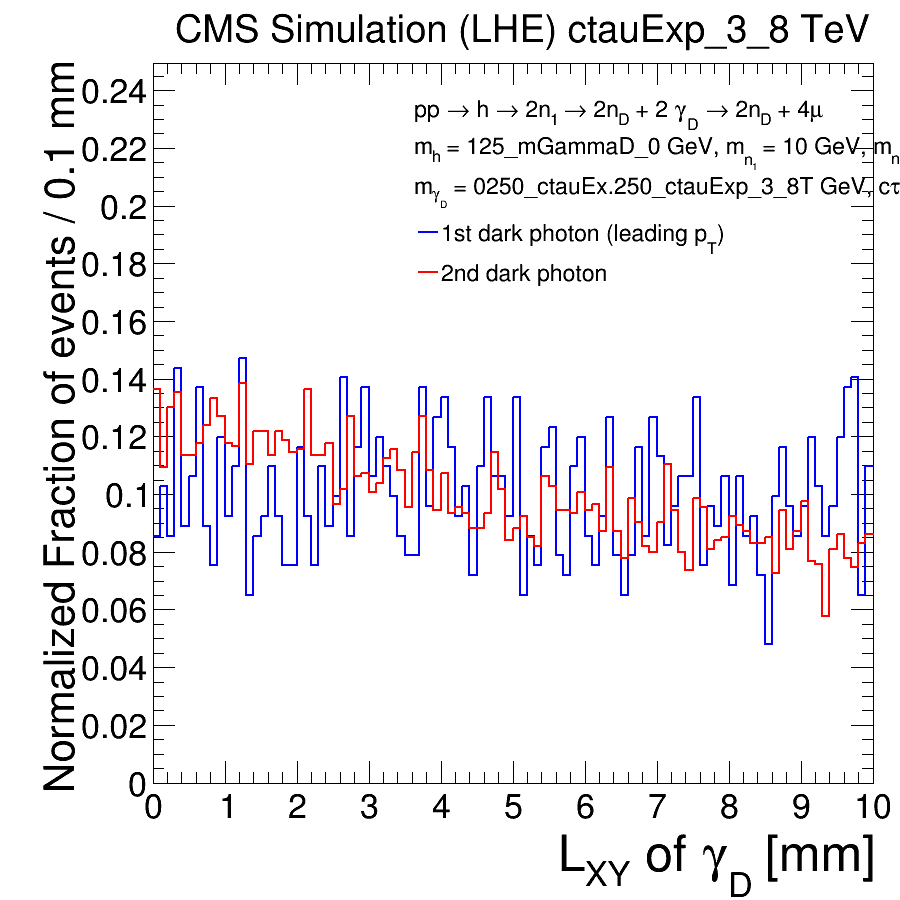 CMS Simulation (LHE) ctauExp_3_8 TeV
Normalized Fraction of events / 0.1 mm
0.24
0.22
0.2
0.18
0.16
0.14
0.12
0.1
0.08
0.06
0.04
0.02
0
pp → h → 2n1 → 2nD + 2 γD → 2nD + 4μ
mh = 125_mGammaD_0 GeV, mn1 = 10 GeV, mn
mγD = 0250_ctauEx.250_ctauExp_3_8T GeV, cτ
1st dark photon (leading pT)
2nd dark photon
0 1 2 3 4 5 6 7 8 9 10
LXY of γD [mm]